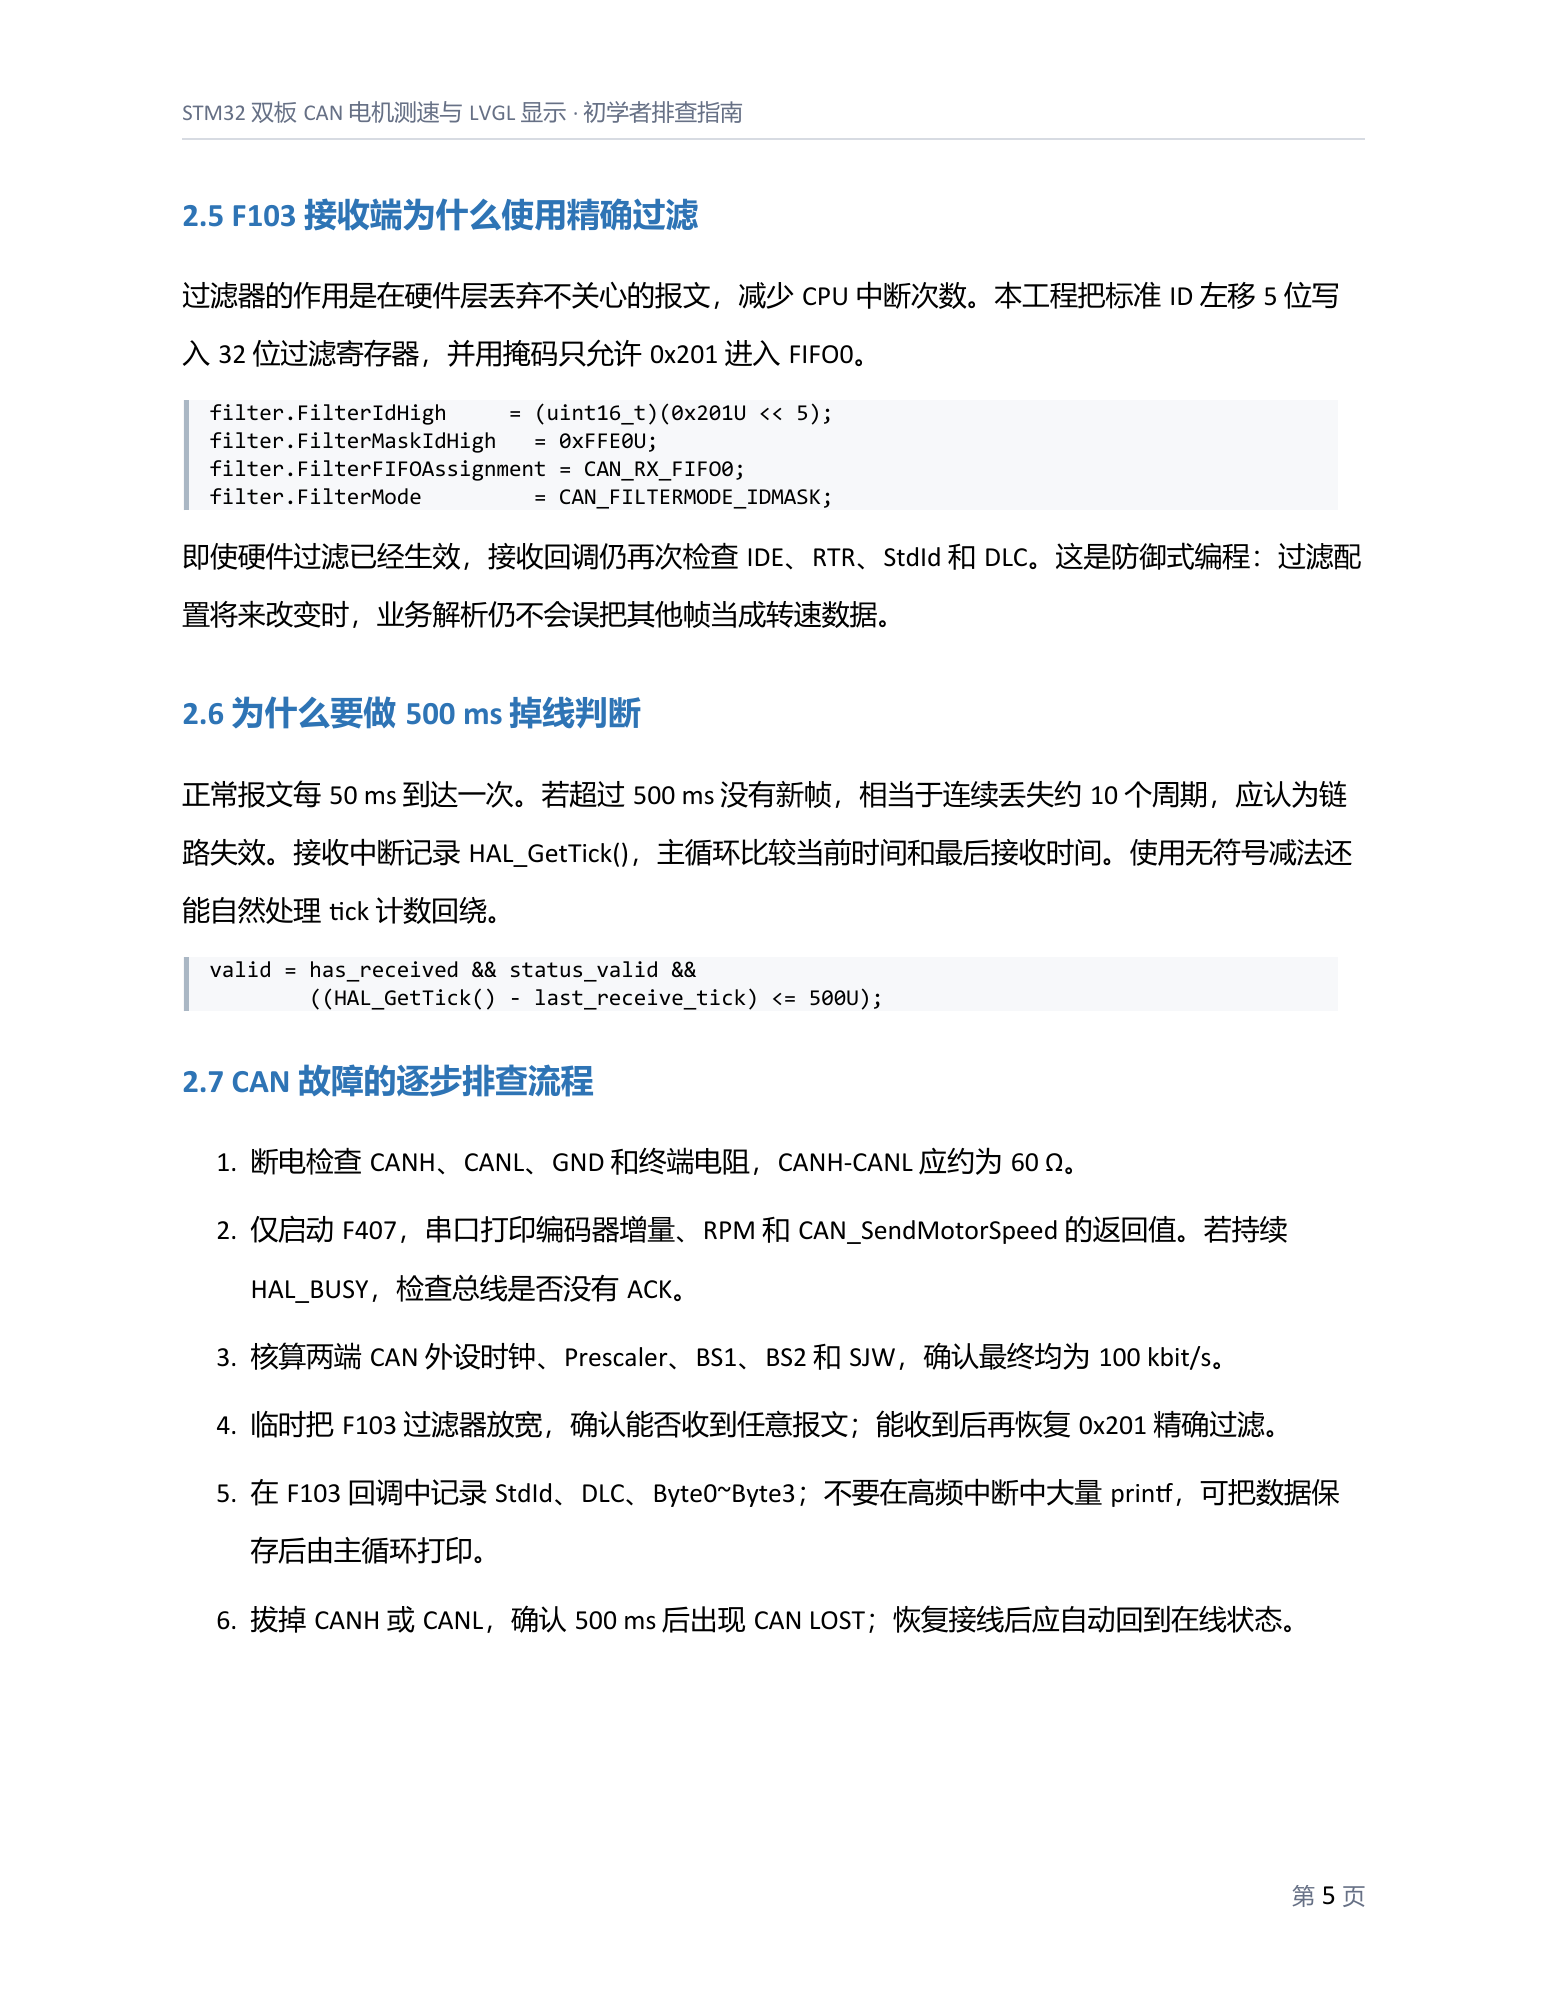 STM32 双板 CAN 电机测速与 LVGL 显示 · 初学者排查指南
2.5 F103 接收端为什么使用精确过滤
过滤器的作用是在硬件层丢弃不关心的报文，减少 CPU 中断次数。本工程把标准 ID 左移 5 位写
入 32 位过滤寄存器，并用掩码只允许 0x201 进入 FIFO0。
filter.FilterIdHigh     = (uint16_t)(0x201U << 5);
filter.FilterMaskIdHigh   = 0xFFE0U;
filter.FilterFIFOAssignment = CAN_RX_FIFO0;
filter.FilterMode         = CAN_FILTERMODE_IDMASK;
即使硬件过滤已经生效，接收回调仍再次检查 IDE、RTR、StdId 和 DLC。这是防御式编程：过滤配
置将来改变时，业务解析仍不会误把其他帧当成转速数据。
2.6 为什么要做 500 ms 掉线判断
正常报文每 50 ms 到达一次。若超过 500 ms 没有新帧，相当于连续丢失约 10 个周期，应认为链
路失效。接收中断记录 HAL_GetTick()，主循环比较当前时间和最后接收时间。使用无符号减法还
能自然处理 tick 计数回绕。
valid = has_received && status_valid &&
        ((HAL_GetTick() - last_receive_tick) <= 500U);
2.7 CAN 故障的逐步排查流程
1. 断电检查 CANH、CANL、GND 和终端电阻，CANH-CANL 应约为 60 Ω。
2. 仅启动 F407，串口打印编码器增量、RPM 和 CAN_SendMotorSpeed 的返回值。若持续
HAL_BUSY，检查总线是否没有 ACK。
3. 核算两端 CAN 外设时钟、Prescaler、BS1、BS2 和 SJW，确认最终均为 100 kbit/s。
4. 临时把 F103 过滤器放宽，确认能否收到任意报文；能收到后再恢复 0x201 精确过滤。
5. 在 F103 回调中记录 StdId、DLC、Byte0~Byte3；不要在高频中断中大量 printf，可把数据保
存后由主循环打印。
6. 拔掉 CANH 或 CANL，确认 500 ms 后出现 CAN LOST；恢复接线后应自动回到在线状态。
第 5 页